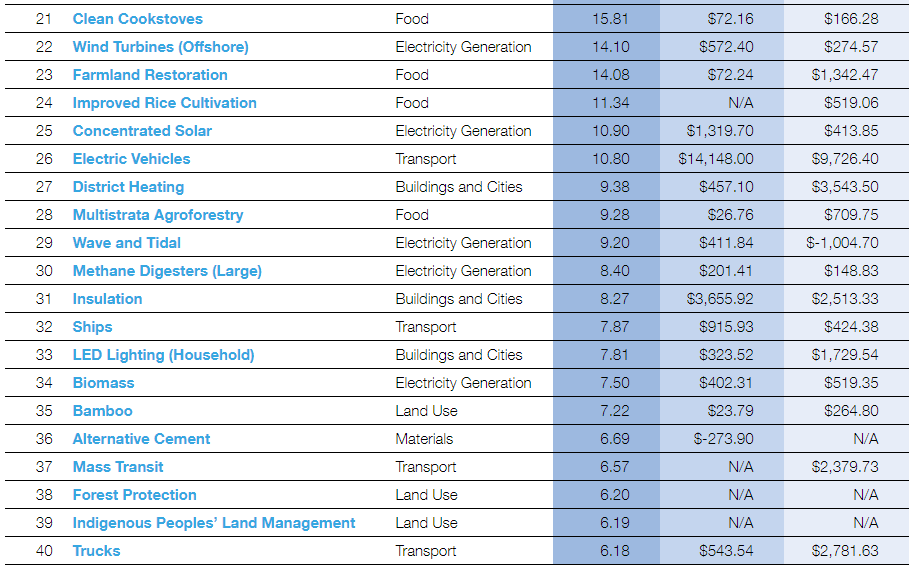 21 Clean Cookstoves Food 15.81 $72.16 $166.28
22 Wind Turbines (Offshore) Electricity Generation 14.10 $572.40 $274.57
23 Farmland Restoration Food 14.08 $72.24 $1,342.47
24 Improved Rice Cultivation Food 11.34 N/A $519.06
25 Concentrated Solar Electricity Generation 10.90 $1,319.70 $413.85
26 Electric Vehicles Transport 10.80 $14,148.00 $9,726.40
27 District Heating Buildings and Cities 9.38 $457.10 $3,543.50
28 Multistrata Agroforestry Food 9.28 $26.76 $709.75
29 Wave and Tidal Electricity Generation 9.20 $411.84 $-1,004.70
30 Methane Digesters (Large) Electricity Generation 8.40 $201.41 $148.83
31 Insulation Buildings and Cities 8.27 $3,655.92 $2,513.33
32 Ships Transport 7.87 $915.93 $424.38
33 LED Lighting (Household) Buildings and Cities 7.81 $323.52 $1,729.54
34 Biomass Electricity Generation 7.50 $402.31 $519.35
35 Bamboo Land Use 7.22 $23.79 $264.80
36 Alternative Cement Materials 6.69 $-273.90 N/A
37 Mass Transit Transport 6.57 N/A $2,379.73
38 Forest Protection Land Use 6.20 N/A N/A
39 Indigenous Peoples’ Land Management Land Use 6.19 N/A N/A
40 Trucks Transport 6.18 $543.54 $2,781.63